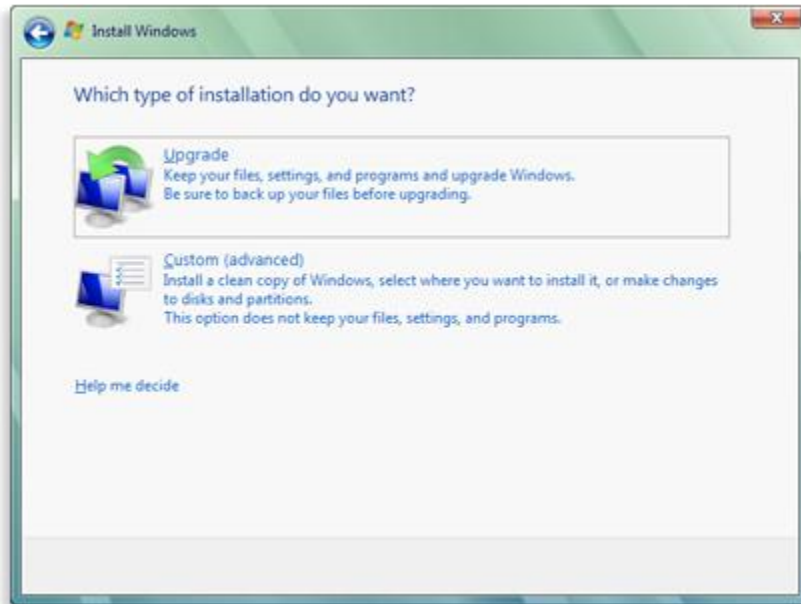 Install Windows
Which type of installation do you want?
Upgrade
Keep your files, settings, and programs and upgrade Windows.
Be sure to back up your files before upgrading.
Custom (advanced)
Install a clean copy of Windows, select where you want to install it, or make changes
to disks and partitions.
This option does not keep your files, settings, and programs.
Help me decide